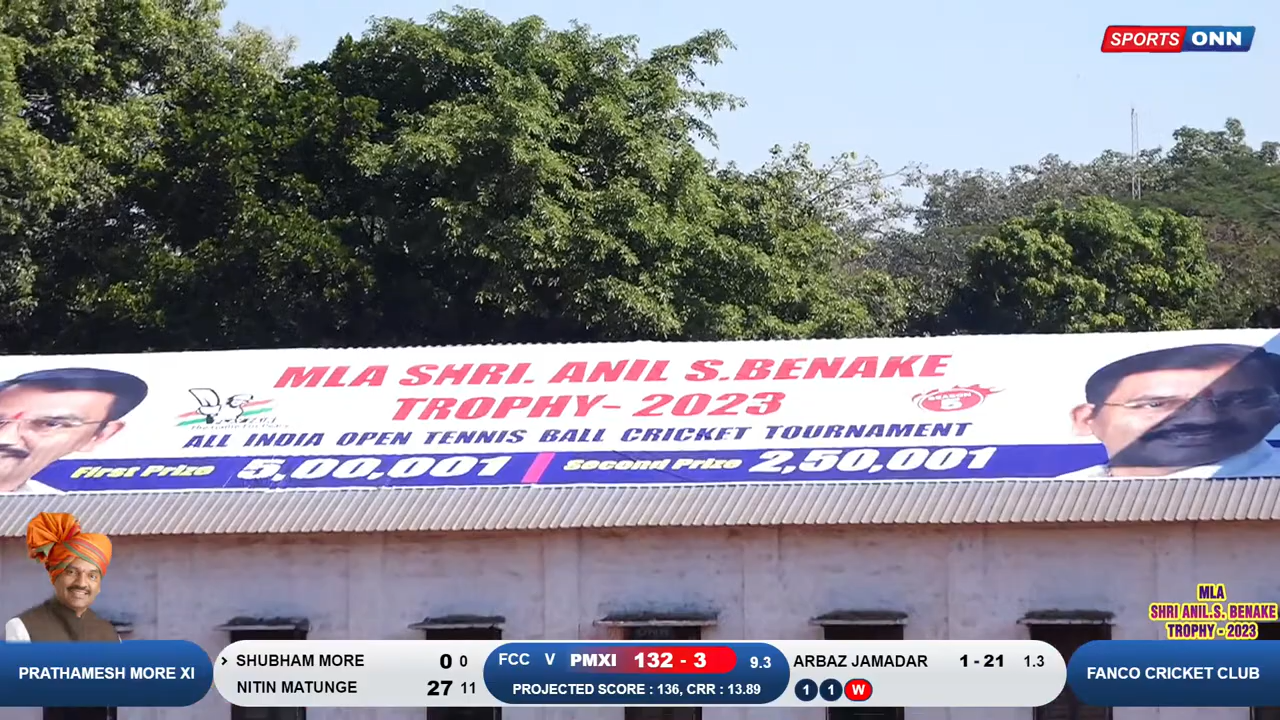 SPORTS ONN
MLA SHRI. ANIL S.BENAKE
TROPHY- 2023
SEASON
5
ALL INDIA OPEN TENNIS BALL CRICKET TOURNAMENT
First Prize 5,00,001 Second Prize 2,50,001
MLA
SHRI ANIL.S. BENAKE
TROPHY - 2023
PRATHAMESH MORE XI
› SHUBHAM MORE 0 0
NITIN MATUNGE 27 11
FCC V PMXI 132 - 3 9.3
PROJECTED SCORE : 136, CRR : 13.89
ARBAZ JAMADAR 1 - 21 1.3
1 1 W
FANCO CRICKET CLUB